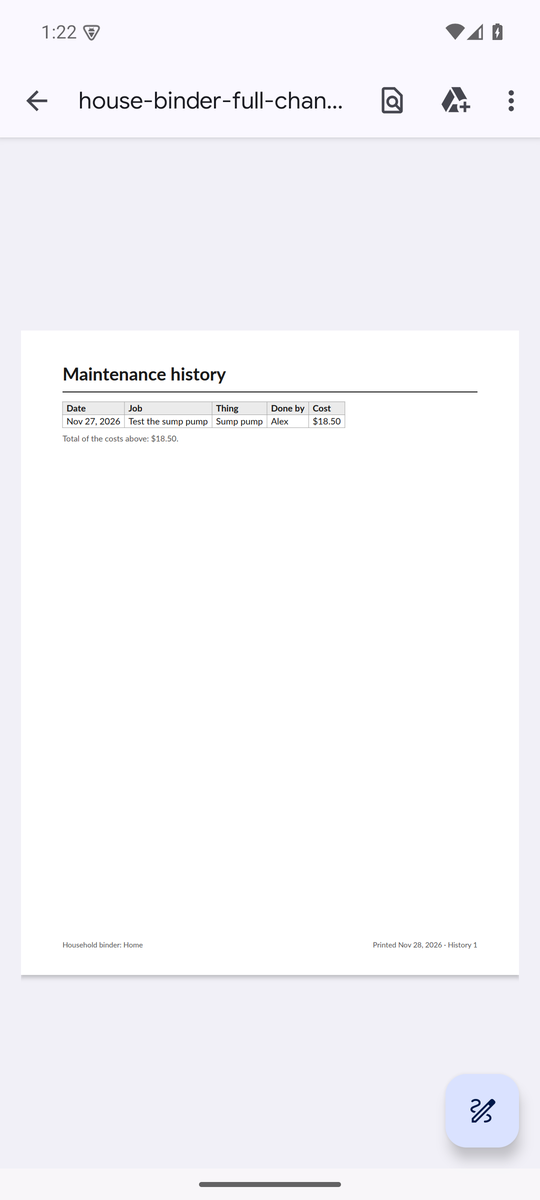 1:22
house-binder-full-chan...
Maintenance history
Date Job Thing Done by Cost
Nov 27, 2026 Test the sump pump Sump pump Alex $18.50
Total of the costs above: $18.50.
Household binder: Home Printed Nov 28, 2026 - History 1